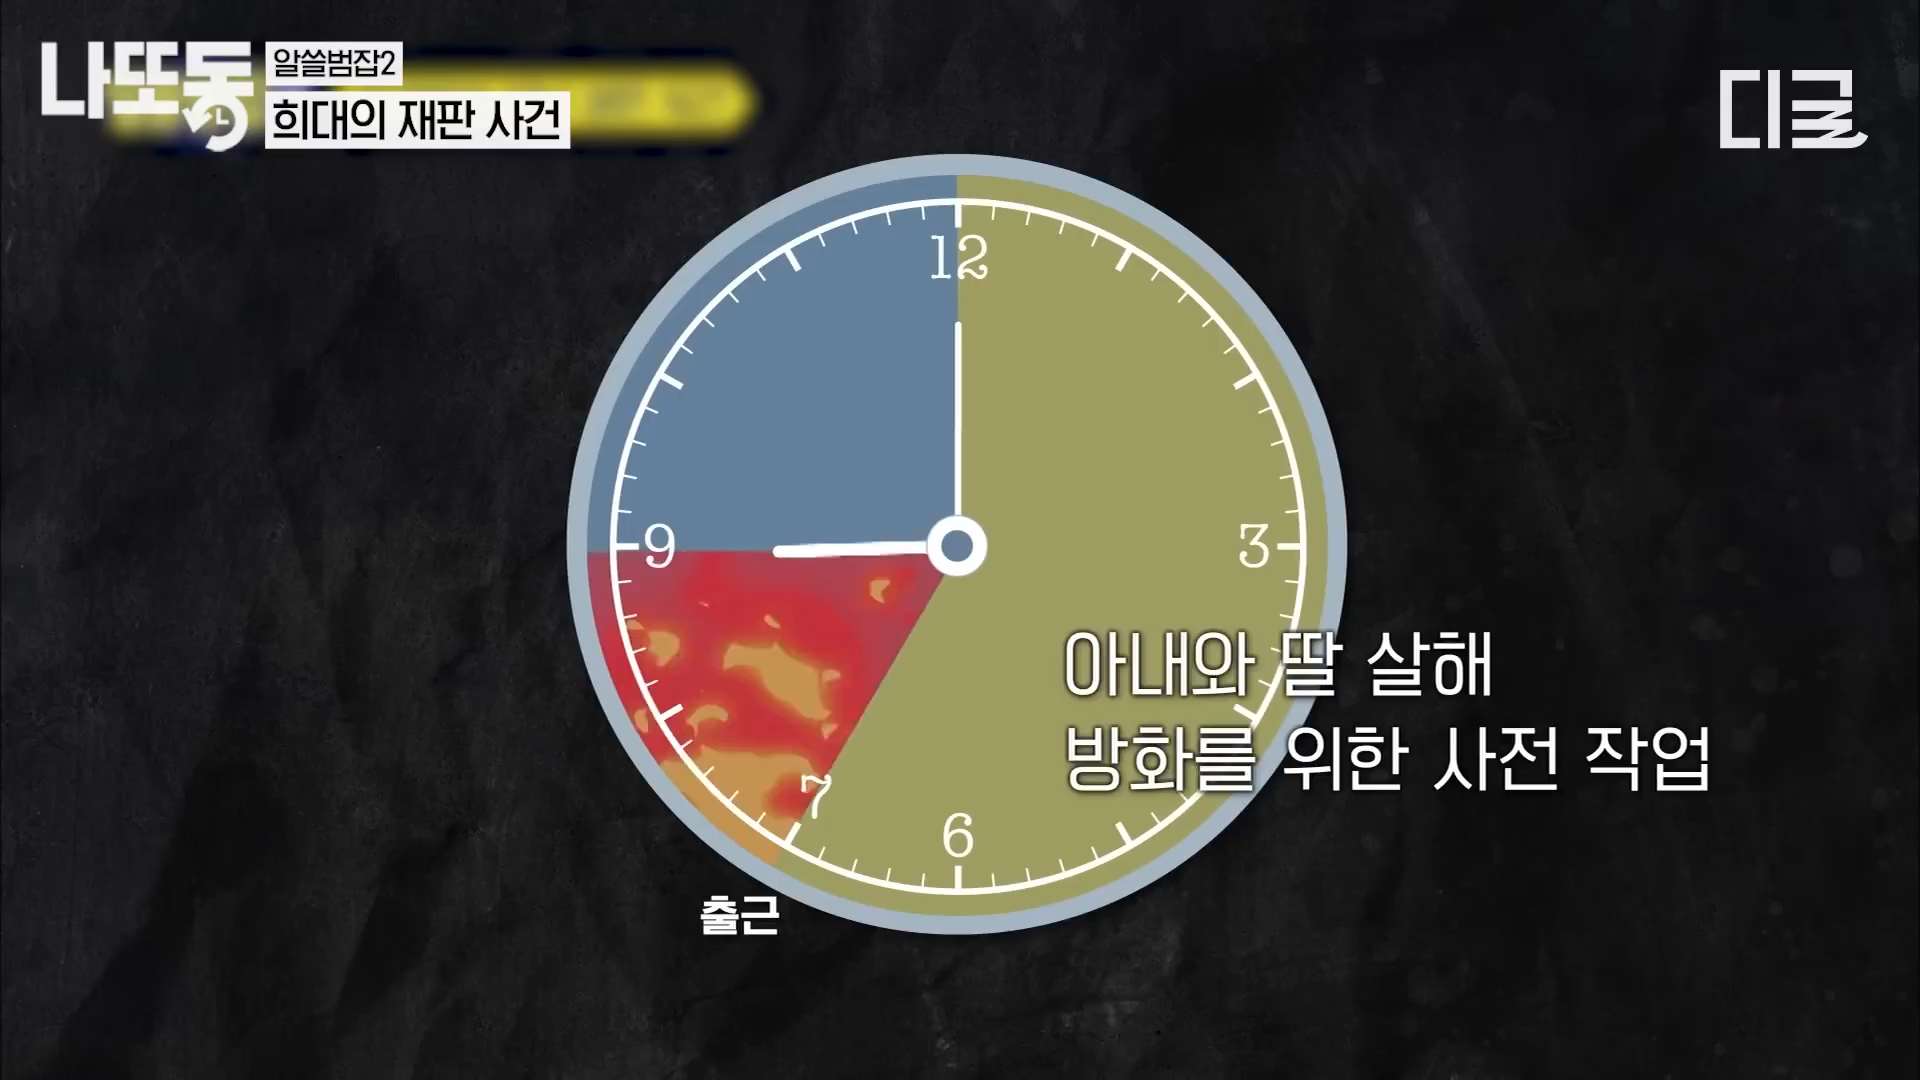 나또동
알쓸범잡2
희대의 재판 사건
디글
12
9
3
아내와 딸 살해
방화를 위한 사전 작업
7
6
출근